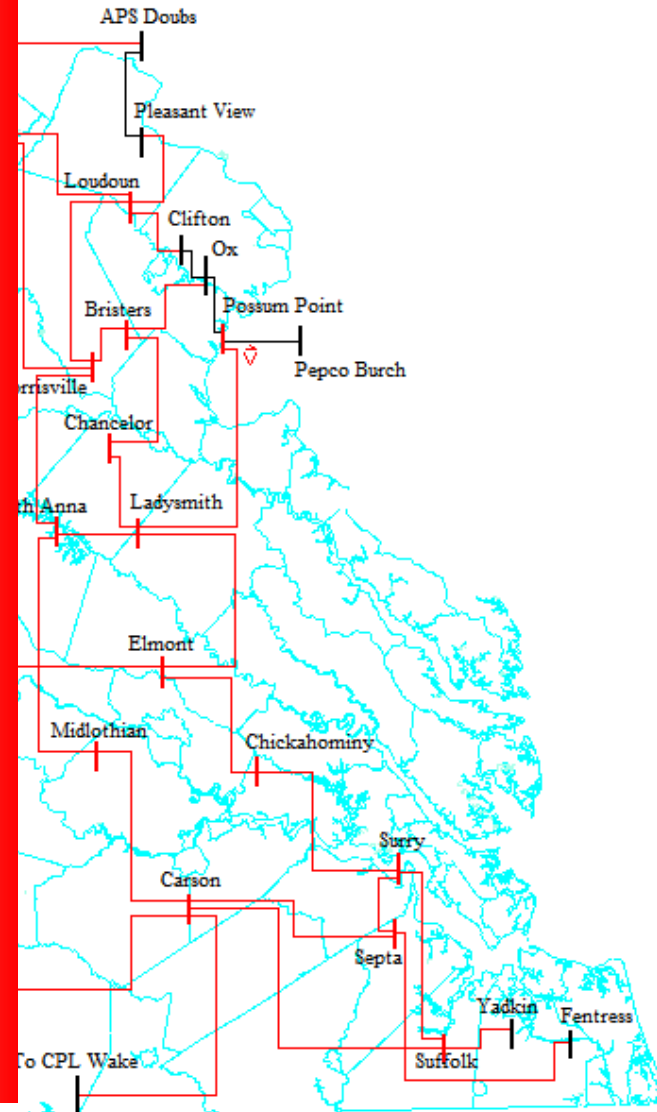 APS Doubs
Pleasant View
Loudoun
Clifton
Ox
Bristers
Possum Point
Pepco Burch
orrisville
Chancelor
th Anna
Ladysmith
Elmont
Midlothian
Chickahominy
Surry
Carson
Septa
Yadkin
Fentress
Suffolk
To CPL Wake